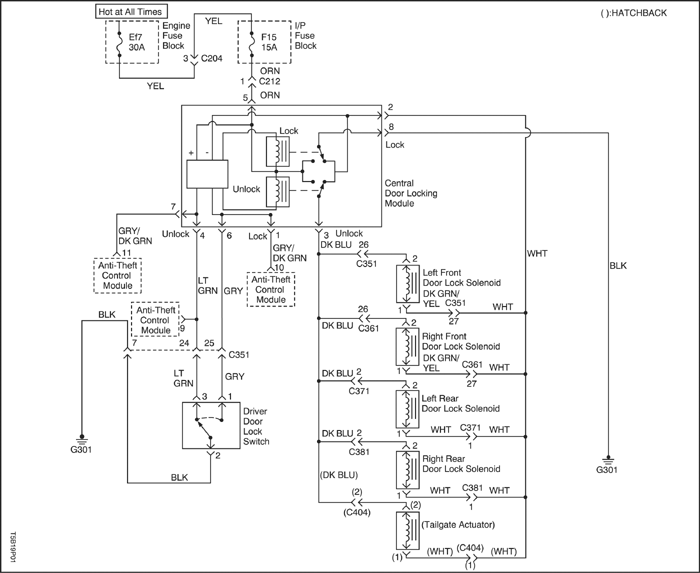 Hot at All Times
( ):HATCHBACK
Ef7
30A
Engine
Fuse
Block
YEL
F15
15A
I/P
Fuse
Block
3 C204
YEL
ORN
1 C212
ORN
5
2
8
Lock
+ -
Lock
Unlock
Central
Door Locking
Module
7
Unlock 4
6
Lock 1
3 Unlock
GRY/
DK GRN
11
Anti-Theft
Control
Module
GRY/
DK GRN
10
Anti-Theft
Control
Module
DK BLU 26
C351
2
Left Front
Door Lock Solenoid
DK GRN/
YEL C351
1
27
WHT
WHT
BLK
LT
GRN
GRY
Anti-Theft
Control
Module
9
BLK
7
24
25
C351
26
DK BLU
C361
2
Right Front
Door Lock Solenoid
DK GRN/
YEL
C361
1
27
WHT
LT
GRN
GRY
3
1
Driver
Door
Lock
Switch
2
BLK
G301
DK BLU 2
C371
2
Left Rear
Door Lock Solenoid
1
WHT
C371
1
WHT
DK BLU 2
C381
2
Right Rear
Door Lock Solenoid
1
WHT
C381
1
WHT
G301
(DK BLU)
(2)
(C404)
(2)
(Tailgate Actuator)
(1)
(WHT)
(C404)
(1)
(WHT)
TSB19P01